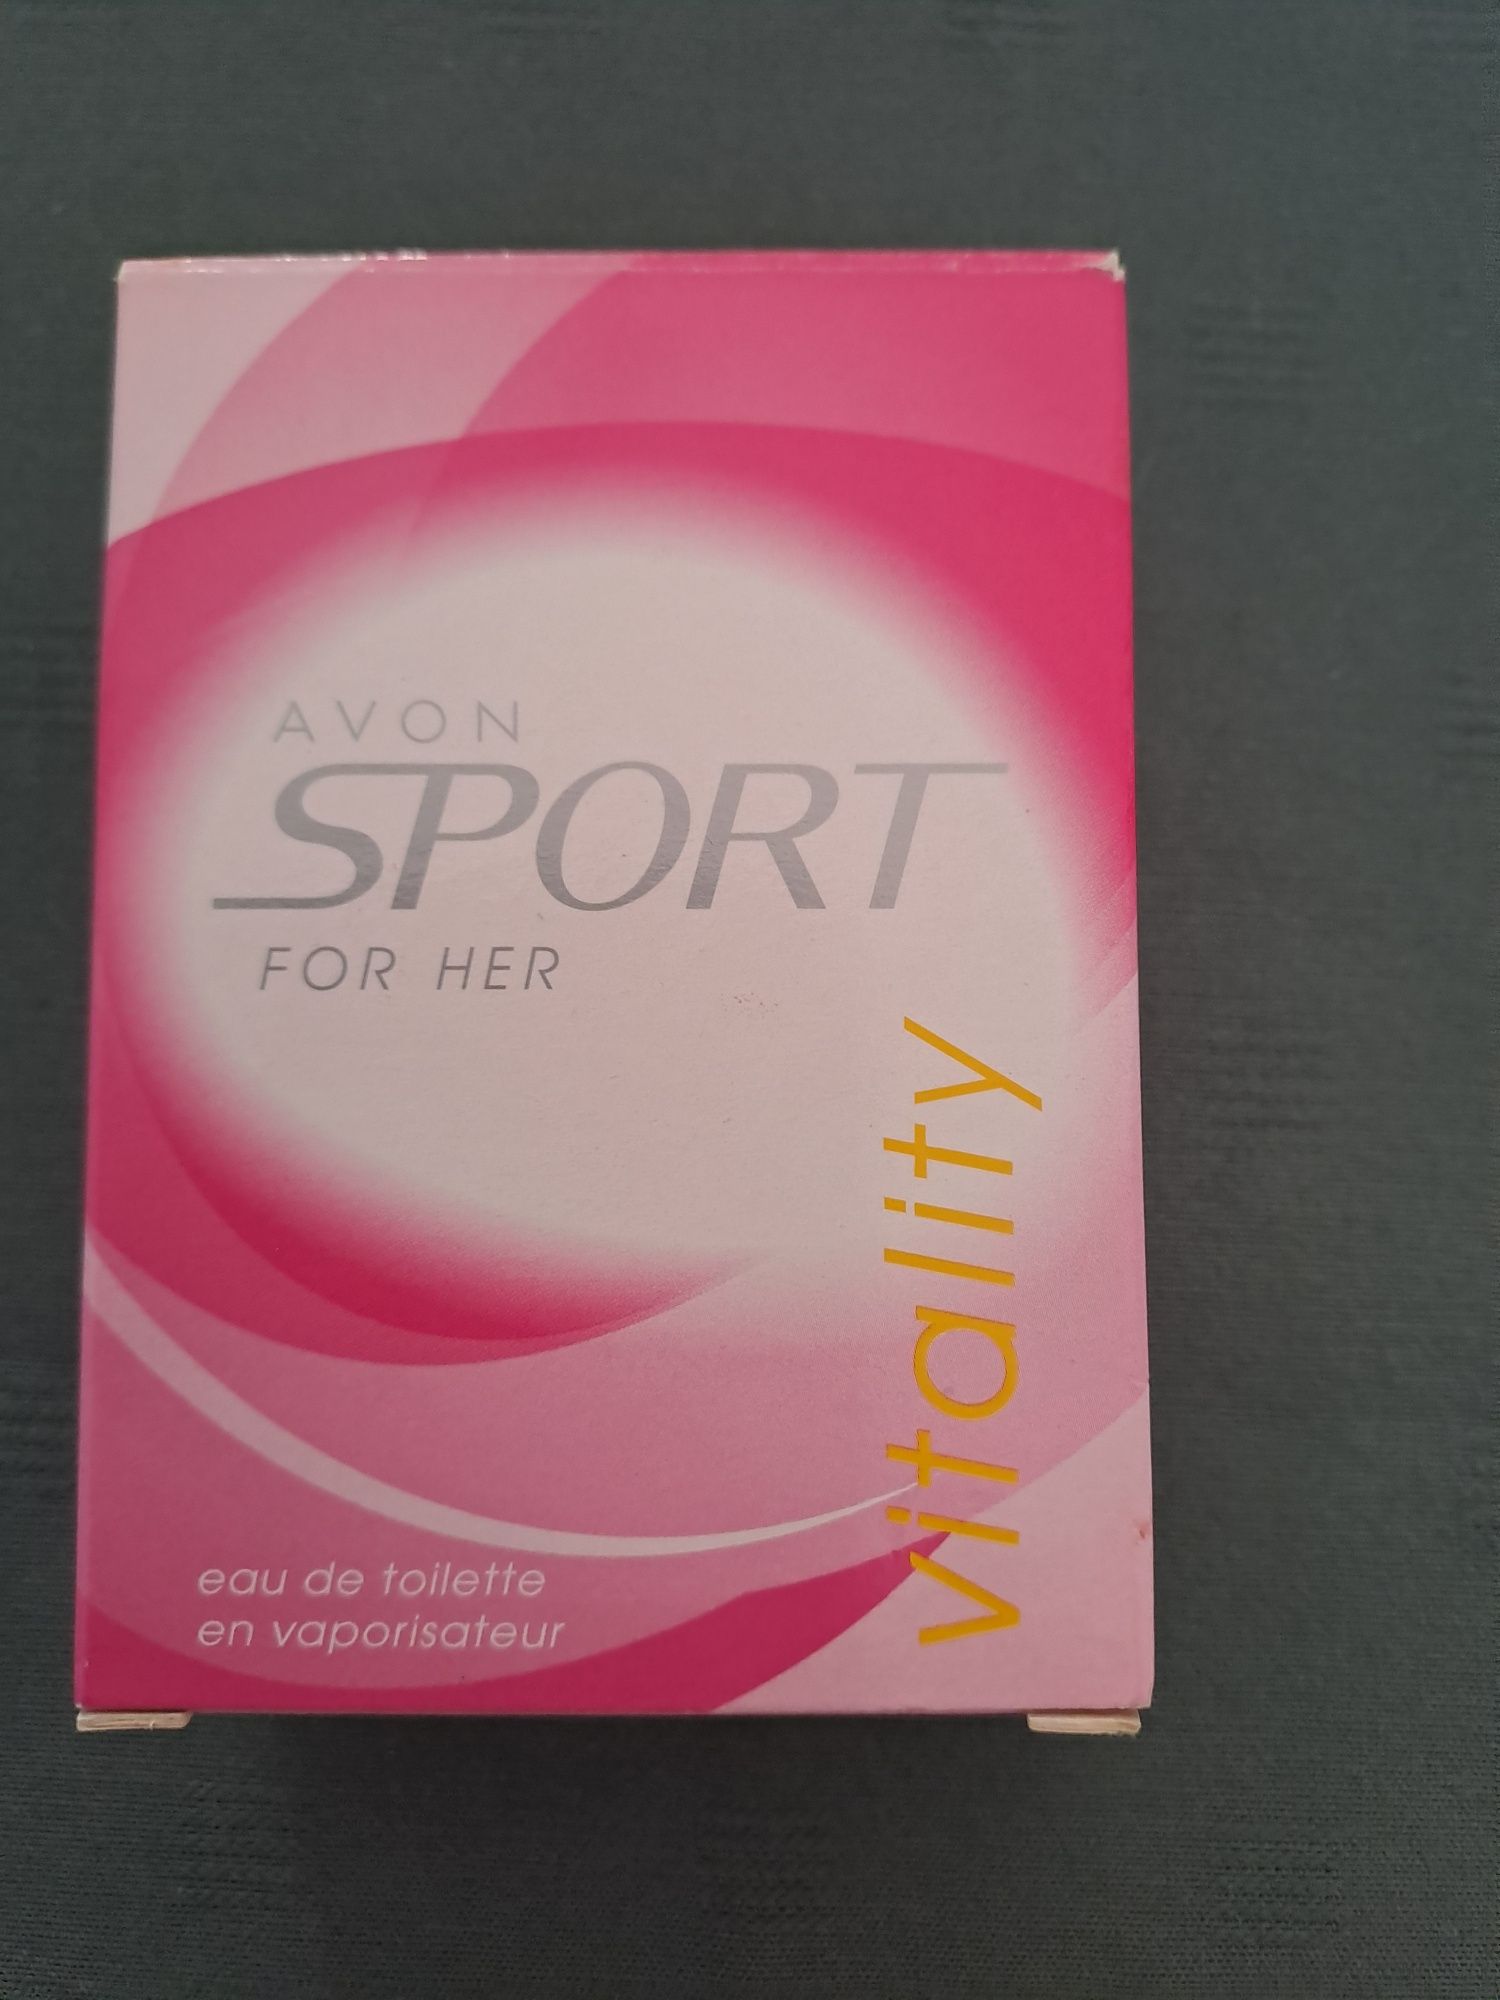 AVON
SPORT
FOR HER
vitality
eau de toilette
en vaporisateur